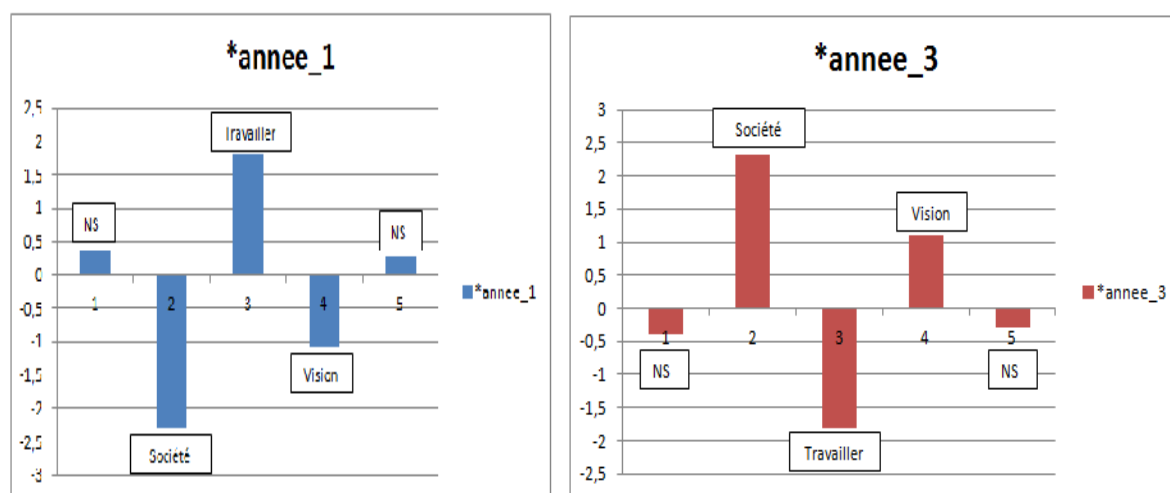 *annee_1
2,5
2
1,5
1
0,5
0
-0,5
-1
-1,5
-2
-2,5
-3
NS
Travailler
NS
1
2
3
4
5
Vision
Société
*annee_1
*annee_3
3
2,5
2
1,5
1
0,5
0
-0,5
-1
-1,5
-2
-2,5
Société
Vision
1
2
3
4
5
NS
NS
Travailler
*annee_3